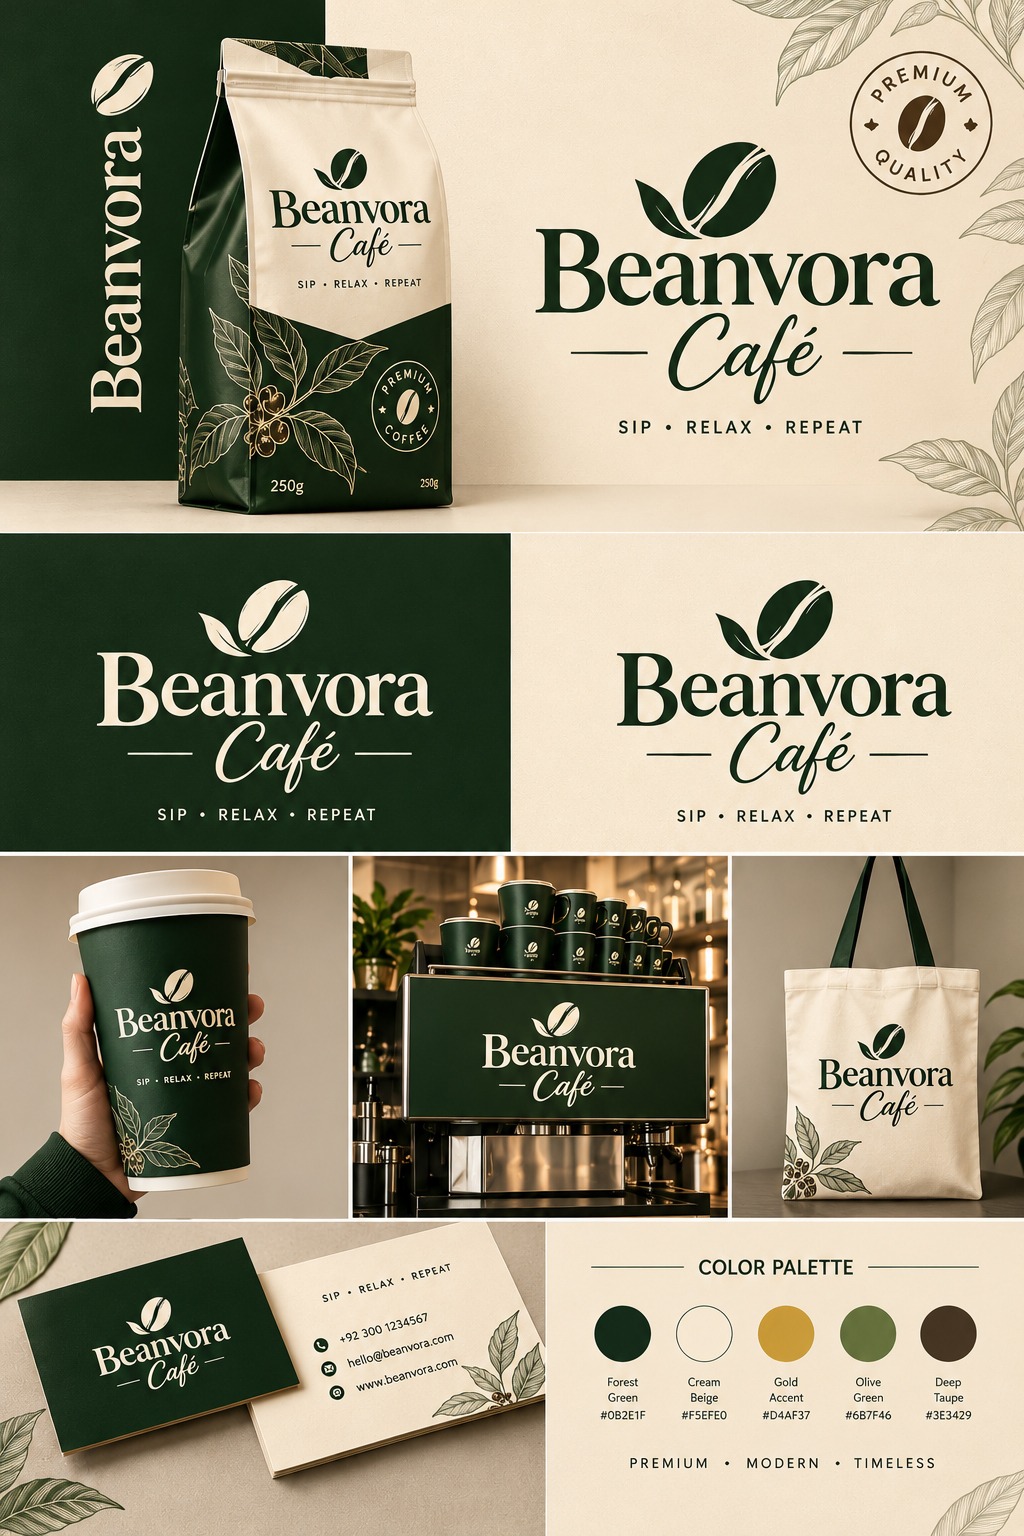 Beanvora
Beanvora
Café
SIP • RELAX • REPEAT
PREMIUM
COFFEE
250g
250g
PREMIUM
QUALITY
Beanvora
Café
SIP • RELAX • REPEAT
Beanvora
Café
SIP • RELAX • REPEAT
Beanvora
Café
SIP • RELAX • REPEAT
Beanvora
Café
SIP • RELAX • REPEAT
Beanvora
Café
Beanvora
Café
Beanvora
Café
SIP • RELAX • REPEAT
+92 300 1234567
hello@beanvora.com
www.beanvora.com
COLOR PALETTE
Forest
Green
#0B2E1F
Cream
Beige
#F5EFE0
Gold
Accent
#D4AF37
Olive
Green
#6B7F46
Deep
Taupe
#3E3429
PREMIUM • MODERN • TIMELESS